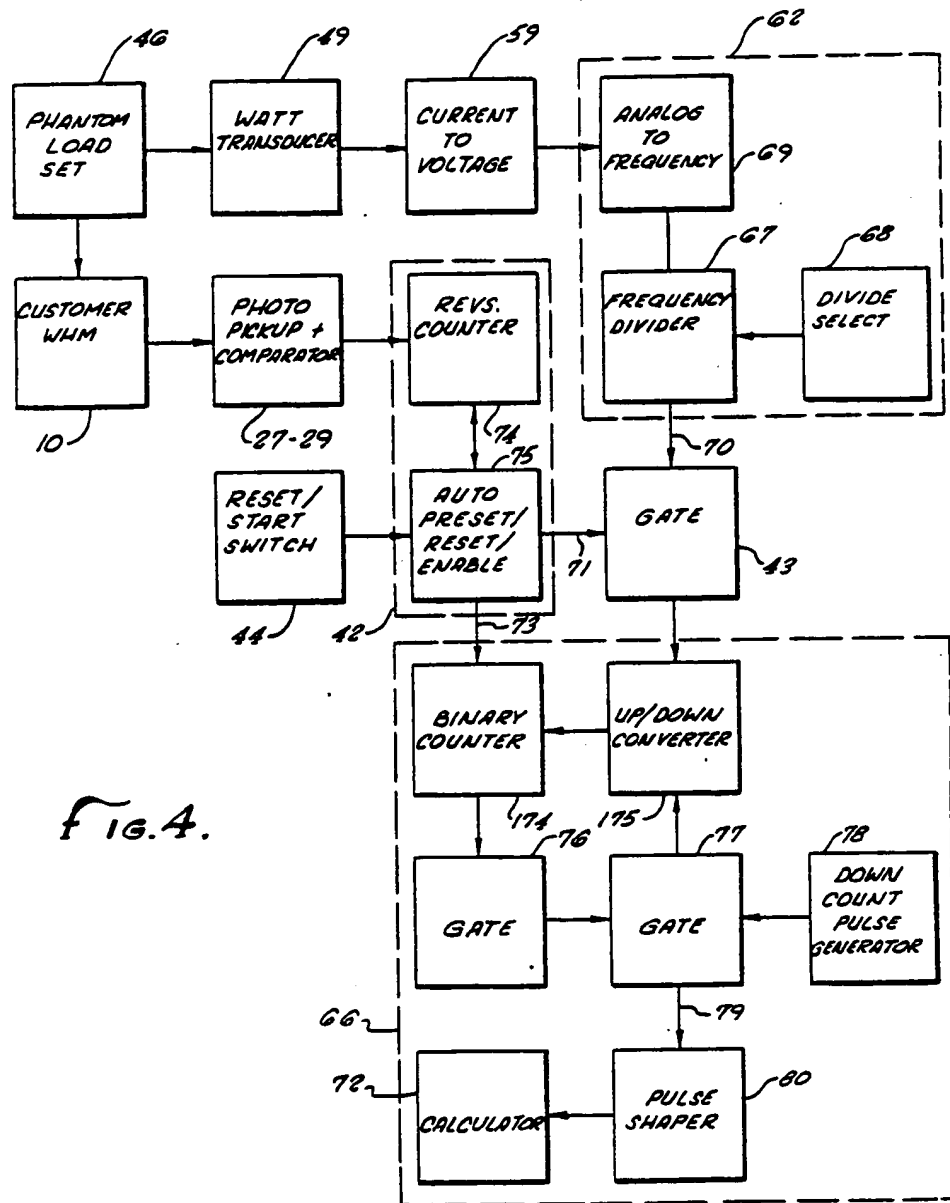 46
49
59
62
PHANTOM
LOAD
SET
WATT
TRANSDUCER
CURRENT
TO
VOLTAGE
ANALOG
TO
FREQUENCY
69
67
68
CUSTOMER
WHM
PHOTO
PICKUP +
COMPARATOR
REVS.
COUNTER
FREQUENCY
DIVIDER
DIVIDE
SELECT
10
27-29
74
75
70
RESET/
START
SWITCH
AUTO
PRESET/
RESET/
ENABLE
71
GATE
43
44
42
73
BINARY
COUNTER
UP/DOWN
CONVERTER
174
175
76
77
78
GATE
GATE
DOWN
COUNT
PULSE
GENERATOR
79
66
72
CALCULATOR
PULSE
SHAPER
80
FIG.4.